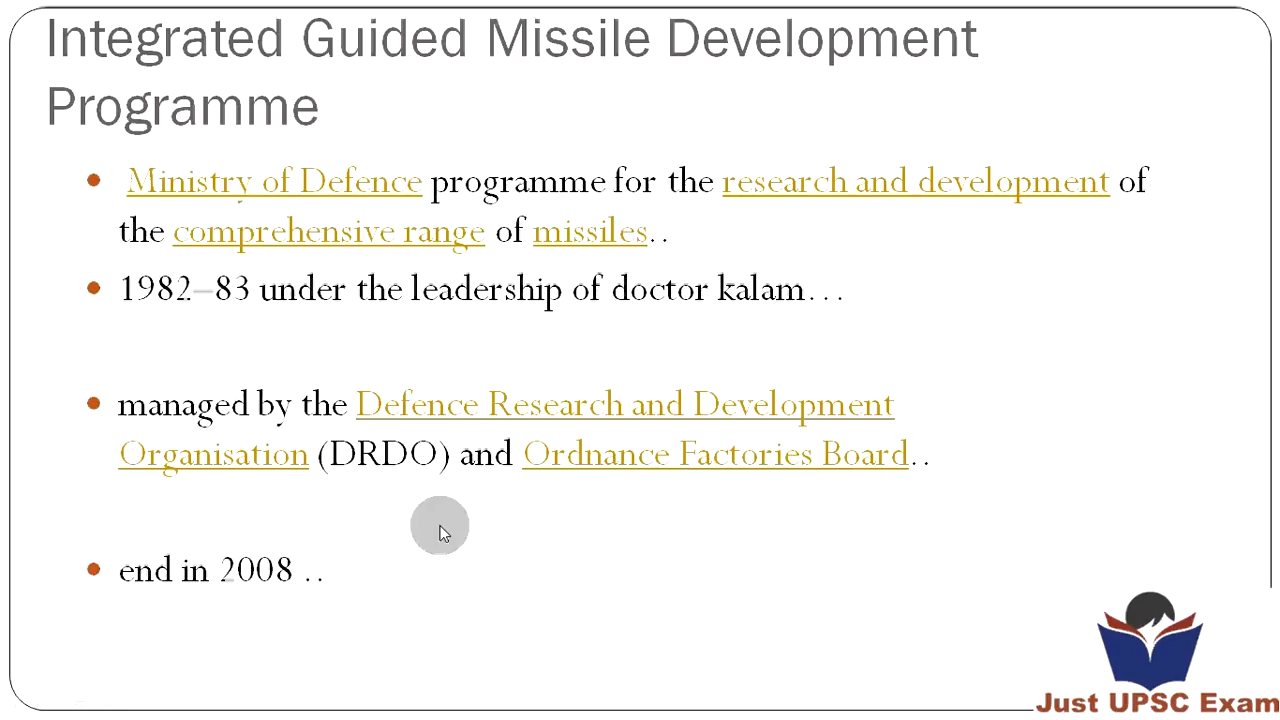 Integrated Guided Missile Development
Programme
Ministry of Defence programme for the research and development of
the comprehensive range of missiles..
1982–83 under the leadership of doctor kalam...
managed by the Defence Research and Development
Organisation (DRDO) and Ordnance Factories Board..
end in 2008 ..
Just UPSC Exam